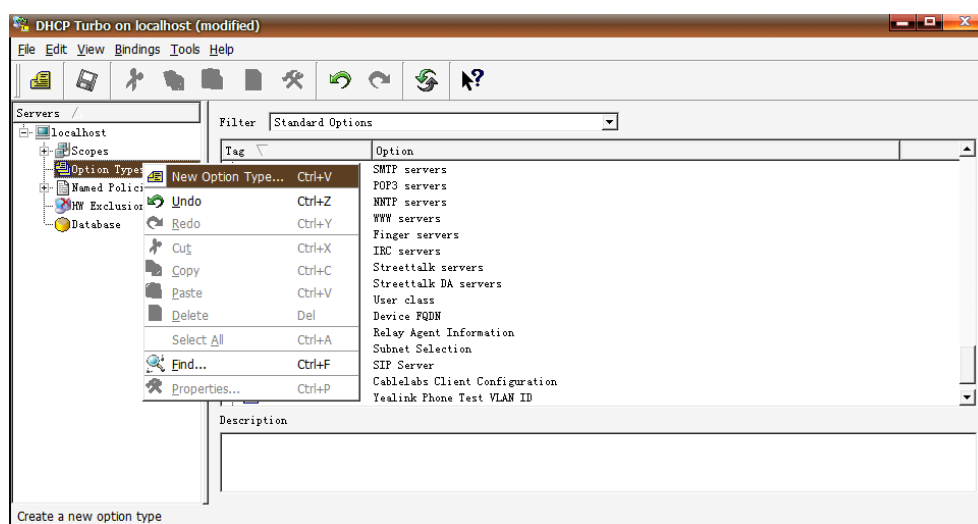 DHCP Turbo on localhost (modified)
File Edit View Bindings Tools Help
Servers
localhost
Scopes
Option Type
Named Polici
HW Exclusion
Database
New Option Type... Ctrl+V
Undo Ctrl+Z
Redo Ctrl+Y
Cut Ctrl+X
Copy Ctrl+C
Paste Ctrl+V
Delete Del
Select All Ctrl+A
Find... Ctrl+F
Properties... Ctrl+P
Filter Standard Options
Tag Option
SMTP servers
POP3 servers
NNTP servers
WWW servers
Finger servers
IRC servers
Streettalk servers
Streettalk DA servers
User class
Device FQDN
Relay Agent Information
Subnet Selection
SIP Server
Cablelabs Client Configuration
Yealink Phone Test VLAN ID
Description
Create a new option type